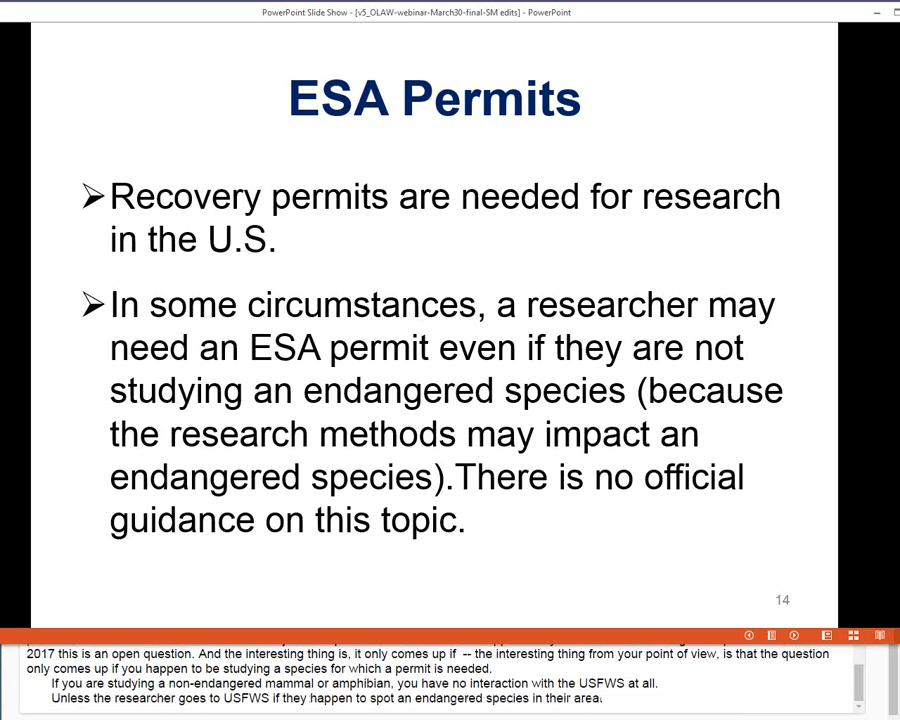 PowerPoint Slide Show - [v5_OLAW-webinar-March30-final-SM edits] - PowerPoint
ESA Permits
➢Recovery permits are needed for research
in the U.S.
➢In some circumstances, a researcher may
need an ESA permit even if they are not
studying an endangered species (because
the research methods may impact an
endangered species).There is no official
guidance on this topic.
14
2017 this is an open question. And the interesting thing is, it only comes up if -- the interesting thing from your point of view, is that the question
only comes up if you happen to be studying a species for which a permit is needed.
If you are studying a non-endangered mammal or amphibian, you have no interaction with the USFWS at all.
Unless the researcher goes to USFWS if they happen to spot an endangered species in their area.